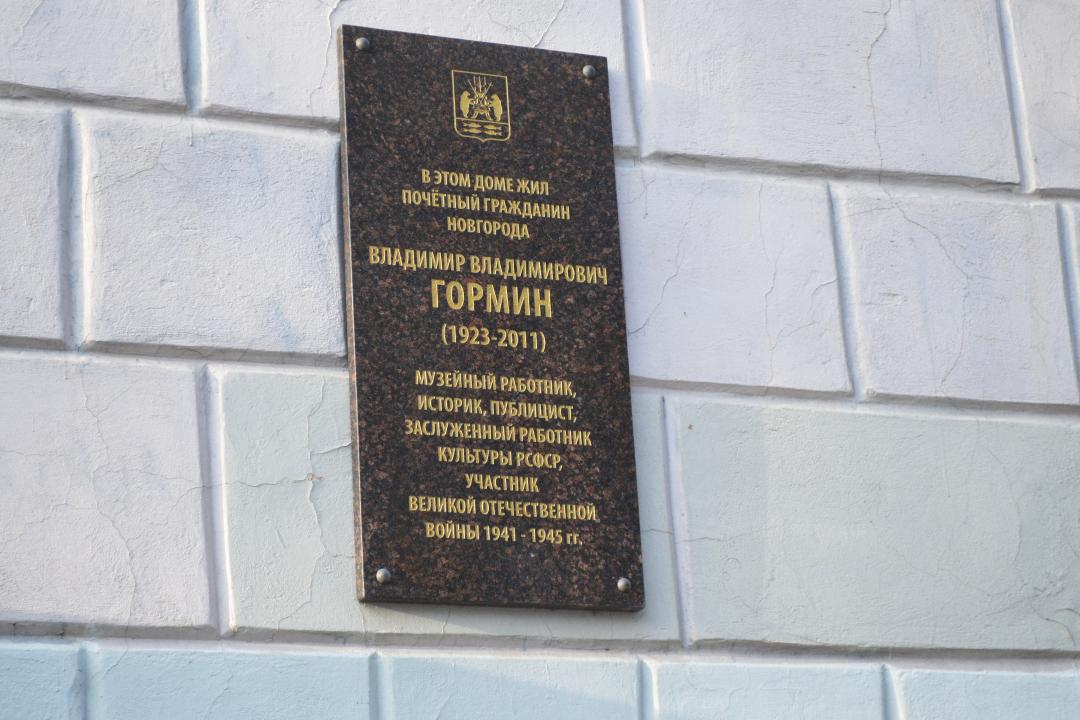 В ЭТОМ ДОМЕ ЖИЛ
ПОЧЁТНЫЙ ГРАЖДАНИН
НОВГОРОДА
ВЛАДИМИР ВЛАДИМИРОВИЧ
ГОРМИН
(1923-2011)
МУЗЕЙНЫЙ РАБОТНИК,
ИСТОРИК, ПУБЛИЦИСТ,
ЗАСЛУЖЕННЫЙ РАБОТНИК
КУЛЬТУРЫ РСФСР,
УЧАСТНИК
ВЕЛИКОЙ ОТЕЧЕСТВЕННОЙ
ВОЙНЫ 1941 - 1945 гг.